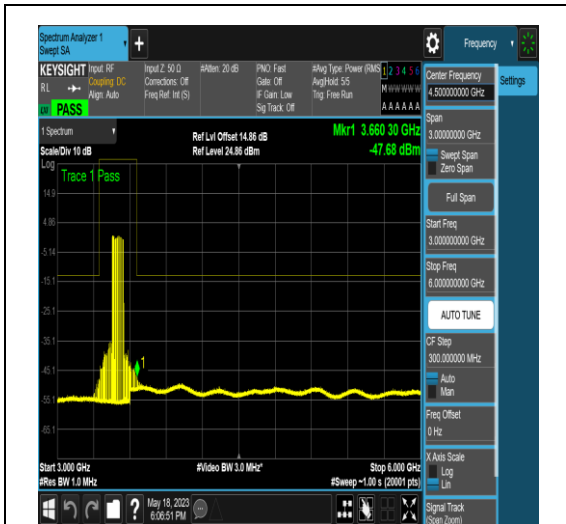 Spectrum Analyzer 1
Swept SA
Frequency
KEYSIGHT
RL
Input: RF
Coupling: DC
Align: Auto
Input Z: 50 Ω
Corrections: Off
Freq Ref: Int (S)
#Atten: 20 dB
PNO: Fast
Gate: Off
IF Gain: Low
Sig Track: Off
#Avg Type: Power (RMS
Avg|Hold: 5/5
Trig: Free Run
1 2 3 4 5 6
M W W W W W
A A A A A A
PASS
1 Spectrum
Scale/Div 10 dB
Ref Lvl Offset 14.86 dB
Ref Level 24.86 dBm
Mkr1 3.660 30 GHz
-47.68 dBm
Log
Trace 1 Pass
14.9
4.86
-5.14
-15.1
-25.1
-35.1
-45.1
-55.1
-65.1
1
Start 3.000 GHz
#Res BW 1.0 MHz
#Video BW 3.0 MHz*
Stop 6.000 GHz
#Sweep ~1.00 s (20001 pts)
May 18, 2023
6:06:51 PM
Center Frequency
4.500000000 GHz
Settings
Span
3.00000000 GHz
Swept Span
Zero Span
Full Span
Start Freq
3.000000000 GHz
Stop Freq
6.000000000 GHz
AUTO TUNE
CF Step
300.000000 MHz
Auto
Man
Freq Offset
0 Hz
X Axis Scale
Log
Lin
Signal Track
(Span Zoom)